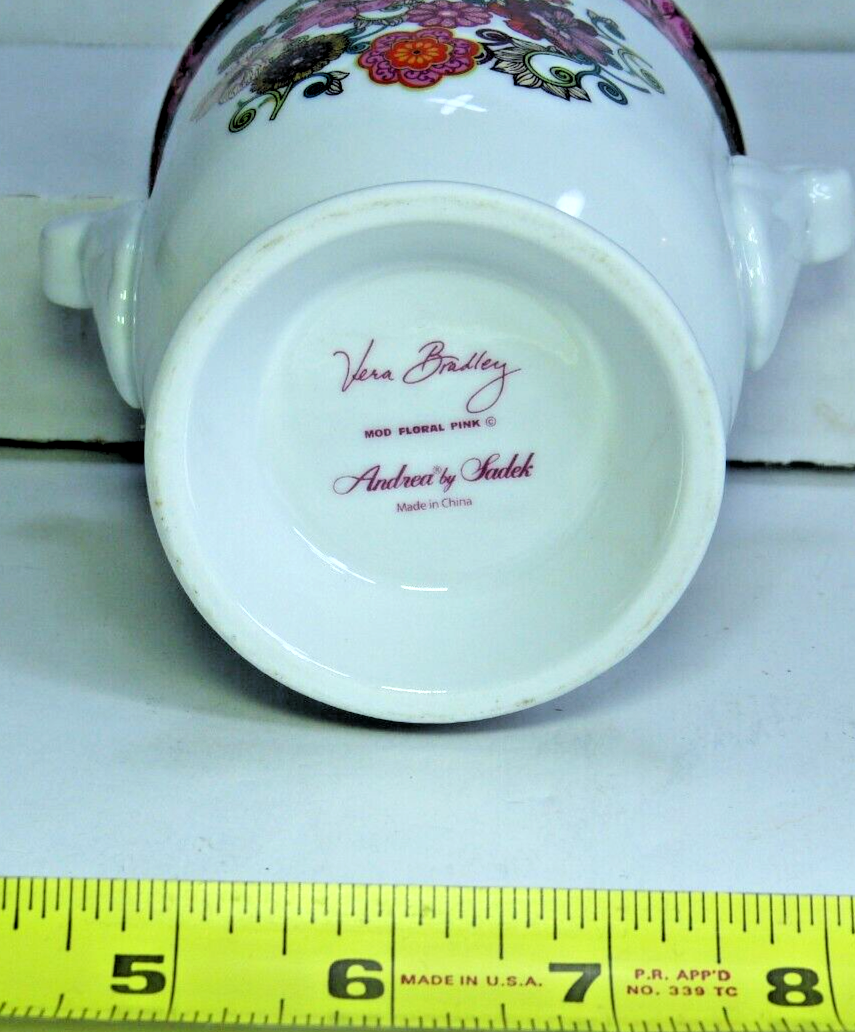 Vera Bradley
MOD FLORAL PINK ©
Andrea® by Sadek
Made in China
5 6 MADE IN U.S.A. 7 P.R. APP'D 8
NO. 339 TC